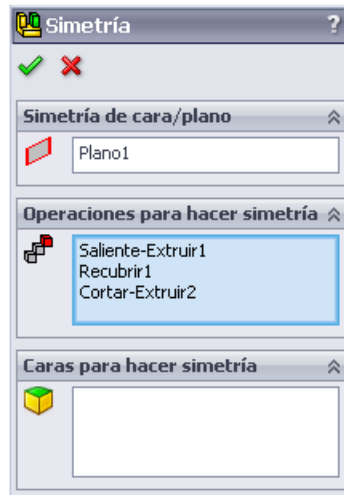 Simetría ?
Simetría de cara/plano
Plano1
Operaciones para hacer simetría
Saliente-Extruir1
Recubrir1
Cortar-Extruir2
Caras para hacer simetría